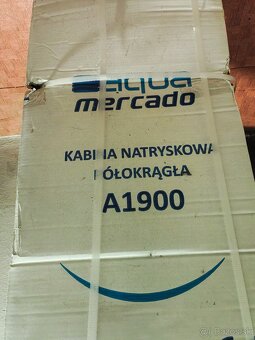 aqua
mercado
KABINA NATRYSKOWA
PÓŁOKRĄGŁA
A1900